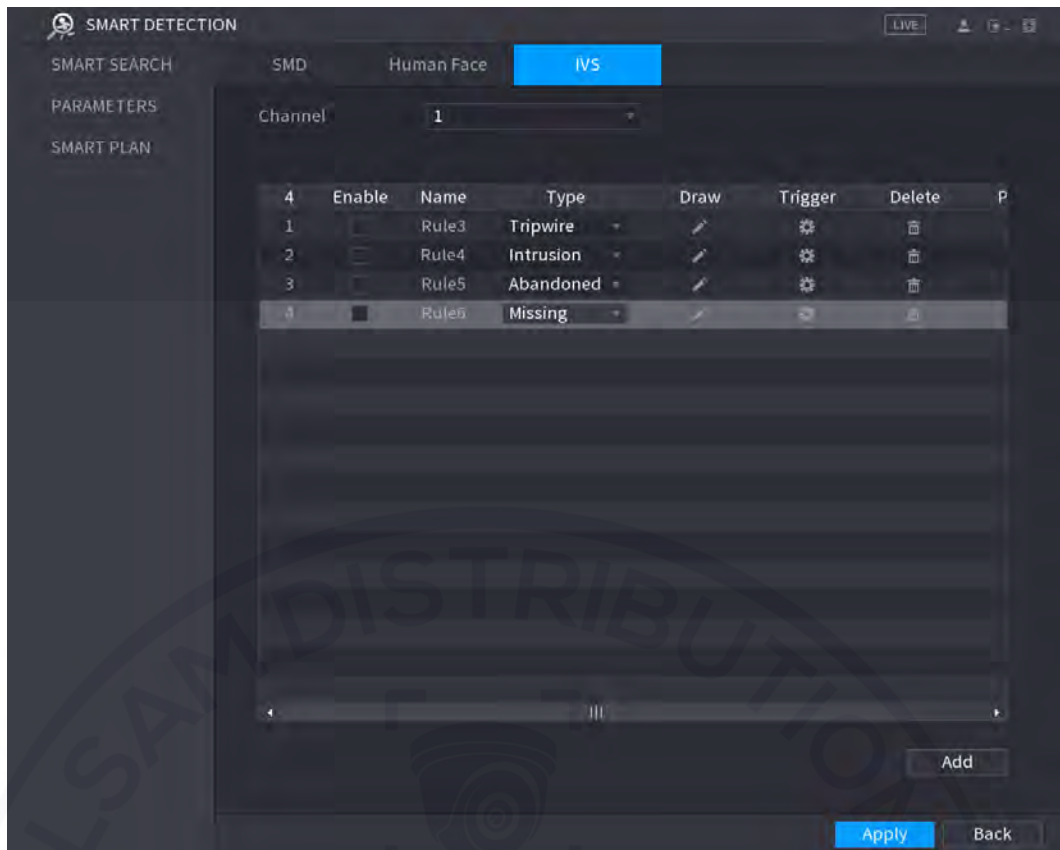 SMART DETECTION LIVE
SMART SEARCH SMD Human Face IVS
PARAMETERS
Channel 1
SMART PLAN
4 Enable Name Type Draw Trigger Delete P
1 Rule3 Tripwire
2 Rule4 Intrusion
3 Rule5 Abandoned
4 Rule6 Missing
Add
Apply Back
LSAMDISTRIBUTION